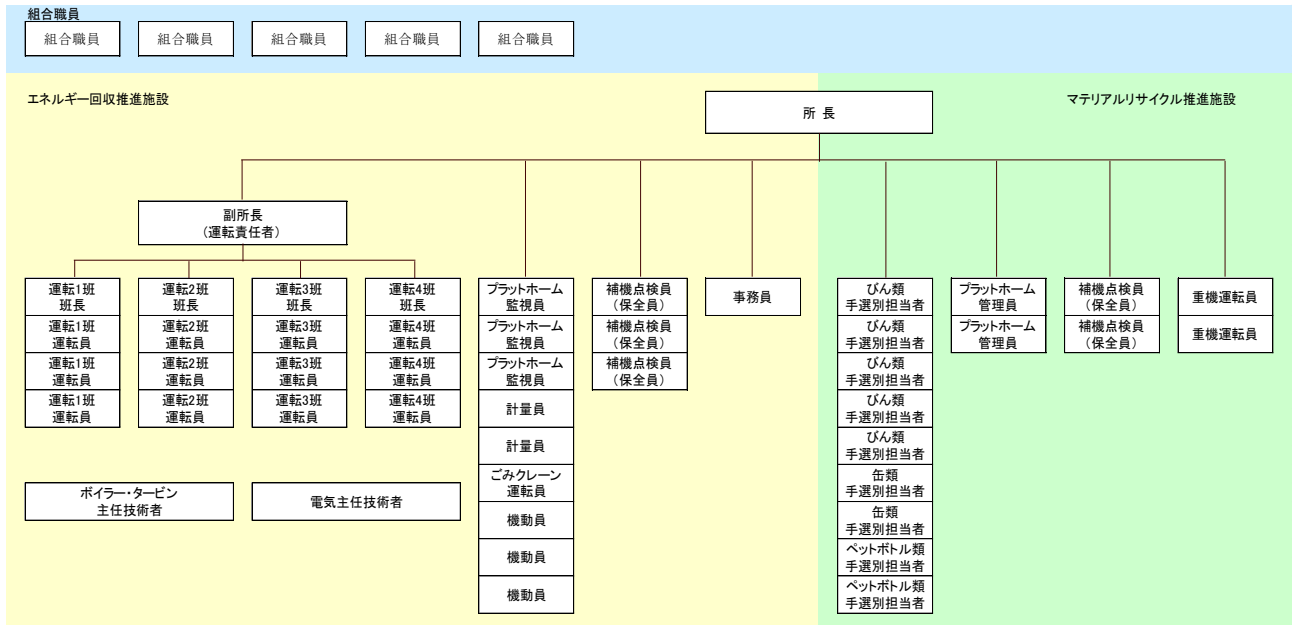 組合職員
組合職員
組合職員
組合職員
組合職員
組合職員
エネルギー回収推進施設
マテリアルリサイクル推進施設
所 長
副所長
（運転責任者）
運転1班
班長
運転1班
運転員
運転1班
運転員
運転1班
運転員
運転2班
班長
運転2班
運転員
運転2班
運転員
運転2班
運転員
運転3班
班長
運転3班
運転員
運転3班
運転員
運転3班
運転員
運転4班
班長
運転4班
運転員
運転4班
運転員
運転4班
運転員
ボイラー・タービン
主任技術者
電気主任技術者
プラットホーム
監視員
プラットホーム
監視員
プラットホーム
監視員
計量員
計量員
ごみクレーン
運転員
機動員
機動員
機動員
補機点検員
（保全員）
補機点検員
（保全員）
補機点検員
（保全員）
事務員
びん類
手選別担当者
びん類
手選別担当者
びん類
手選別担当者
びん類
手選別担当者
びん類
手選別担当者
缶類
手選別担当者
缶類
手選別担当者
ペットボトル類
手選別担当者
ペットボトル類
手選別担当者
プラットホーム
管理員
プラットホーム
管理員
補機点検員
（保全員）
補機点検員
（保全員）
重機運転員
重機運転員